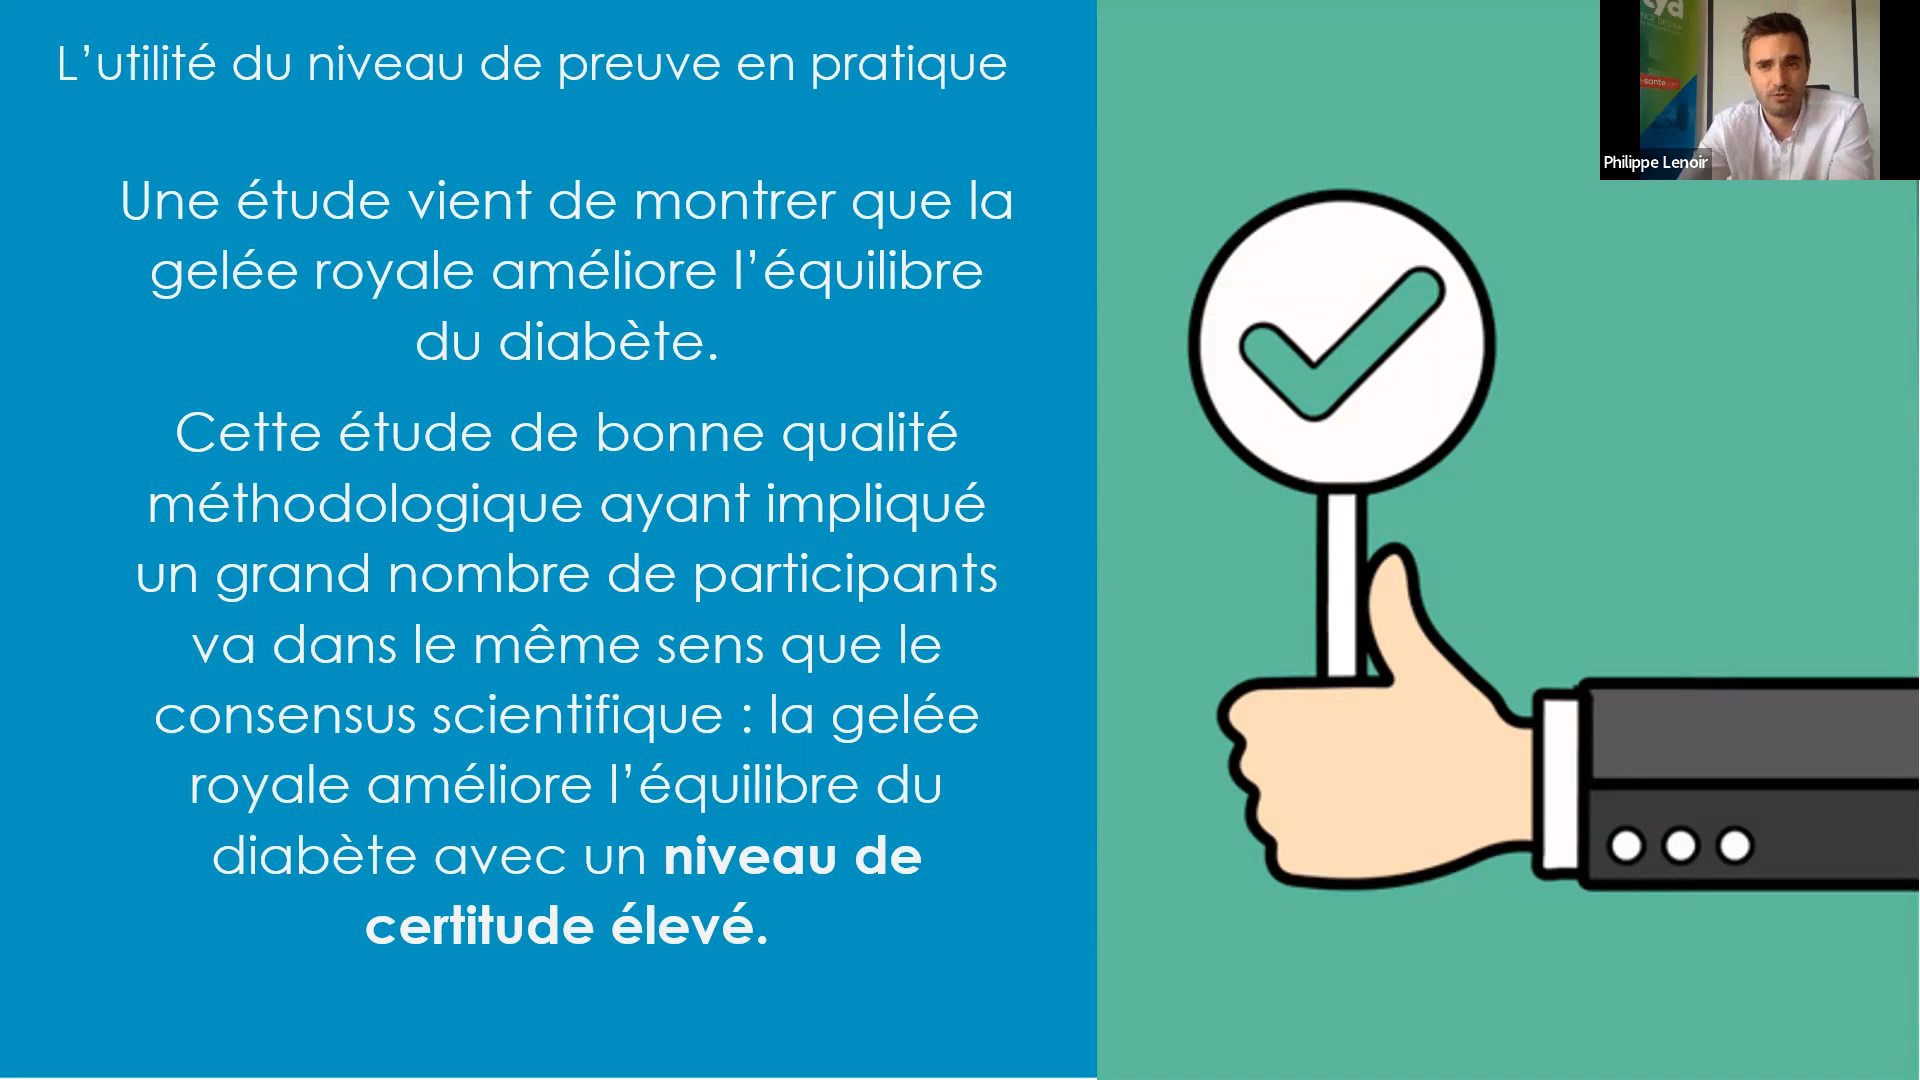 L’utilité du niveau de preuve en pratique
Une étude vient de montrer que la
gelée royale améliore l’équilibre
du diabète.
Cette étude de bonne qualité
méthodologique ayant impliqué
un grand nombre de participants
va dans le même sens que le
consensus scientifique : la gelée
royale améliore l’équilibre du
diabète avec un niveau de
certitude élevé.
Philippe Lenoir